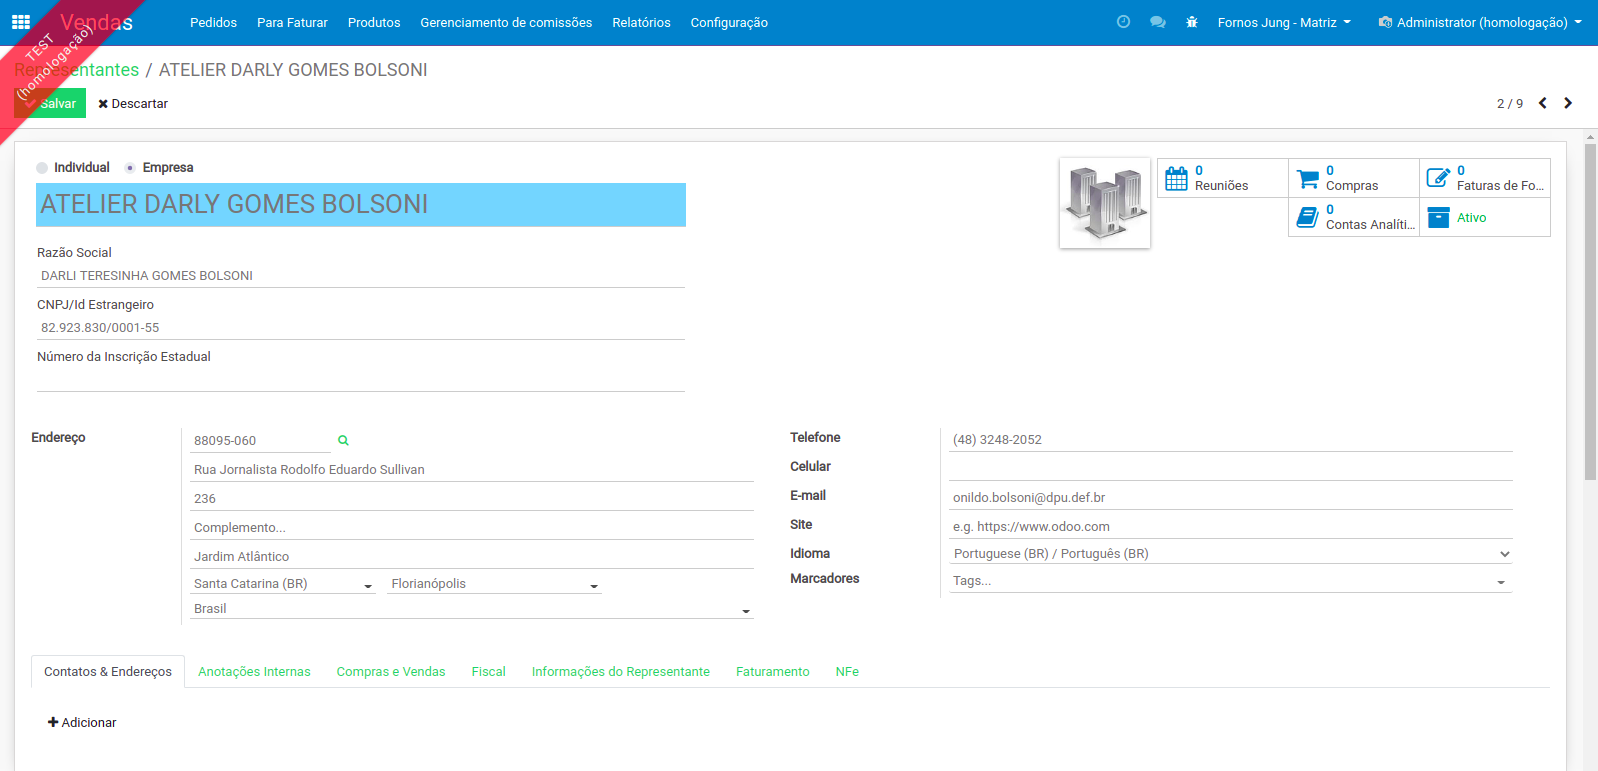 Vendas
Pedidos Para Faturar Produtos Gerenciamento de comissões Relatórios Configuração
Fornos Jung - Matriz Administrator (homologação)
TEST
(homologação)
Representantes / ATELIER DARLY GOMES BOLSONI
Salvar Descartar
2 / 9
Individual Empresa
ATELIER DARLY GOMES BOLSONI
0
Reuniões
0
Compras
0
Faturas de Fo...
0
Contas Analíti...
Ativo
Razão Social
DARLI TERESINHA GOMES BOLSONI
CNPJ/Id Estrangeiro
82.923.830/0001-55
Número da Inscrição Estadual
Endereço
88095-060
Rua Jornalista Rodolfo Eduardo Sullivan
236
Complemento...
Jardim Atlântico
Santa Catarina (BR) Florianópolis
Brasil
Telefone (48) 3248-2052
Celular
E-mail onildo.bolsoni@dpu.def.br
Site e.g. https://www.odoo.com
Idioma Portuguese (BR) / Português (BR)
Marcadores Tags...
Contatos & Endereços Anotações Internas Compras e Vendas Fiscal Informações do Representante Faturamento NFe
Adicionar